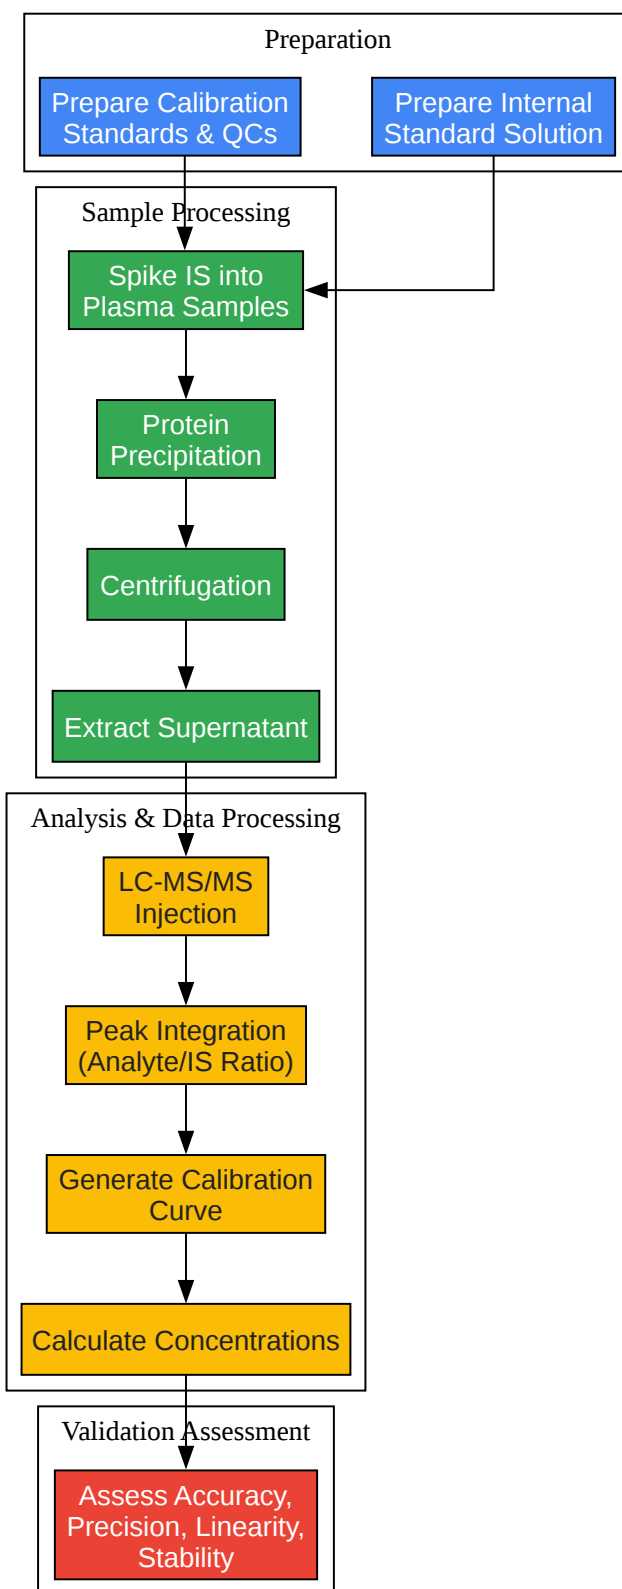 Preparation
Prepare Calibration
Standards & QCs
Prepare Internal
Standard Solution
Sample Processing
Spike IS into
Plasma Samples
Protein
Precipitation
Centrifugation
Extract Supernatant
Analysis & Data Processing
LC-MS/MS
Injection
Peak Integration
(Analyte/IS Ratio)
Generate Calibration
Curve
Calculate Concentrations
Validation Assessment
Assess Accuracy,
Precision, Linearity,
Stability